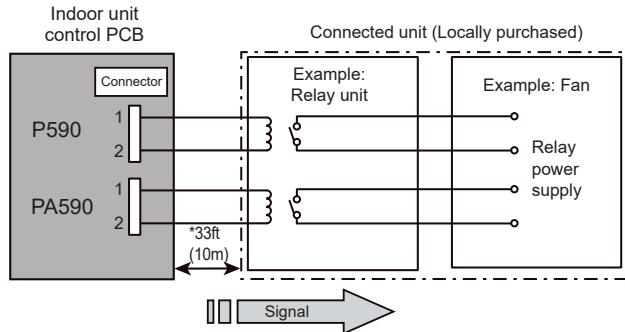 Indoor unit
control PCB
Connected unit (Locally purchased)
Connector
Example:
Relay unit
Example: Fan
P590
1
2
Relay
power
supply
PA590
1
2
*33ft
(10m)
Signal